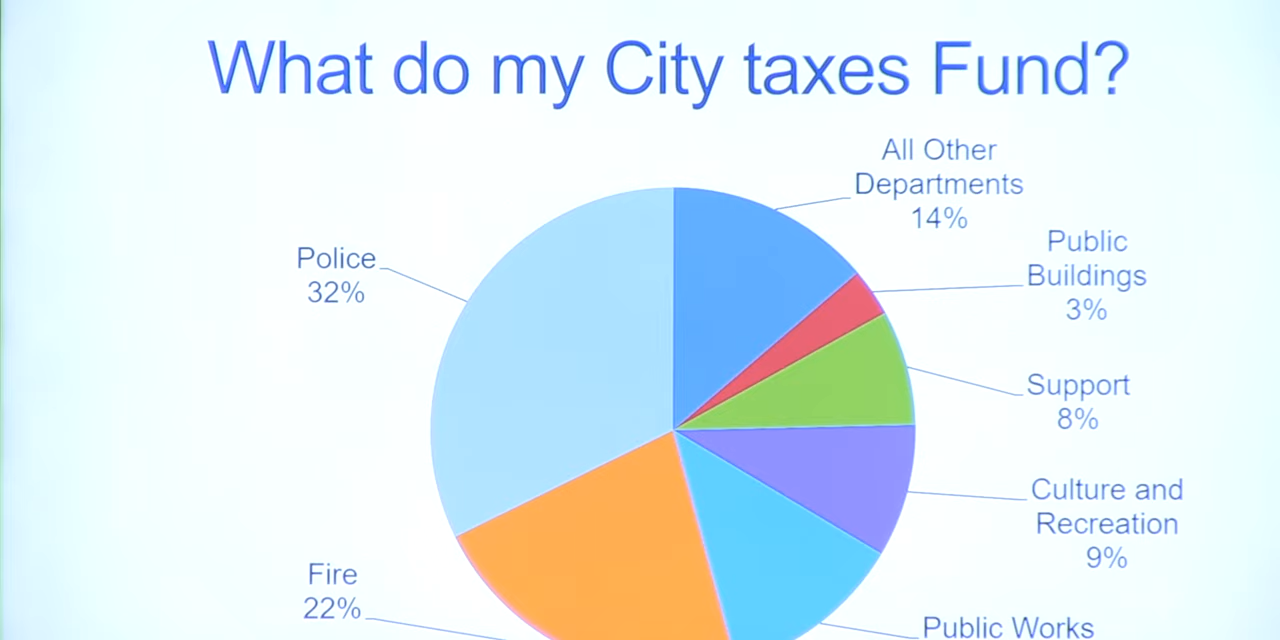 What do my City taxes Fund?
All Other
Departments
14%
Public
Buildings
3%
Police
32%
Support
8%
Culture and
Recreation
9%
Fire
22%
Public Works